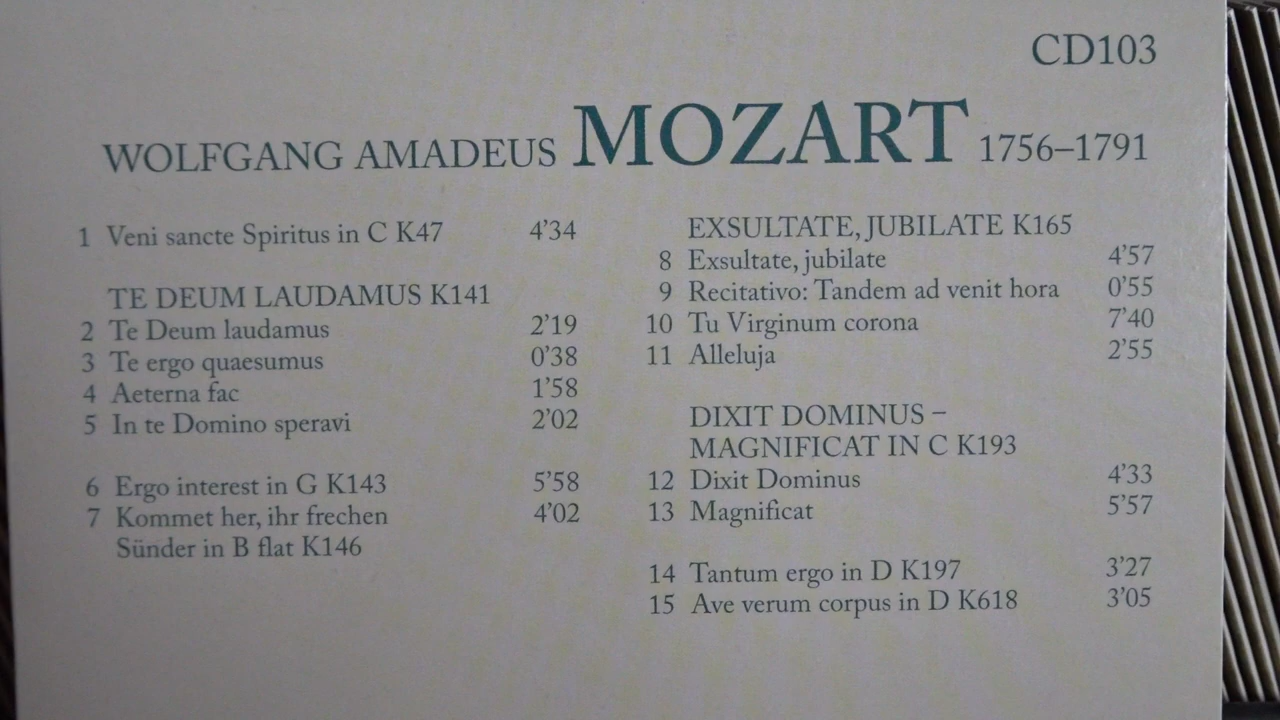 CD103
WOLFGANG AMADEUS MOZART 1756–1791
1 Veni sancte Spiritus in C K47 4'34
TE DEUM LAUDAMUS K141
2 Te Deum laudamus 2'19
3 Te ergo quaesumus 0'38
4 Aeterna fac 1'58
5 In te Domino speravi 2'02
6 Ergo interest in G K143 5'58
7 Kommet her, ihr frechen 4'02
Sünder in B flat K146
EXSULTATE, JUBILATE K165
8 Exsultate, jubilate 4'57
9 Recitativo: Tandem ad venit hora 0'55
10 Tu Virginum corona 7'40
11 Alleluja 2'55
DIXIT DOMINUS –
MAGNIFICAT IN C K193
12 Dixit Dominus 4'33
13 Magnificat 5'57
14 Tantum ergo in D K197 3'27
15 Ave verum corpus in D K618 3'05